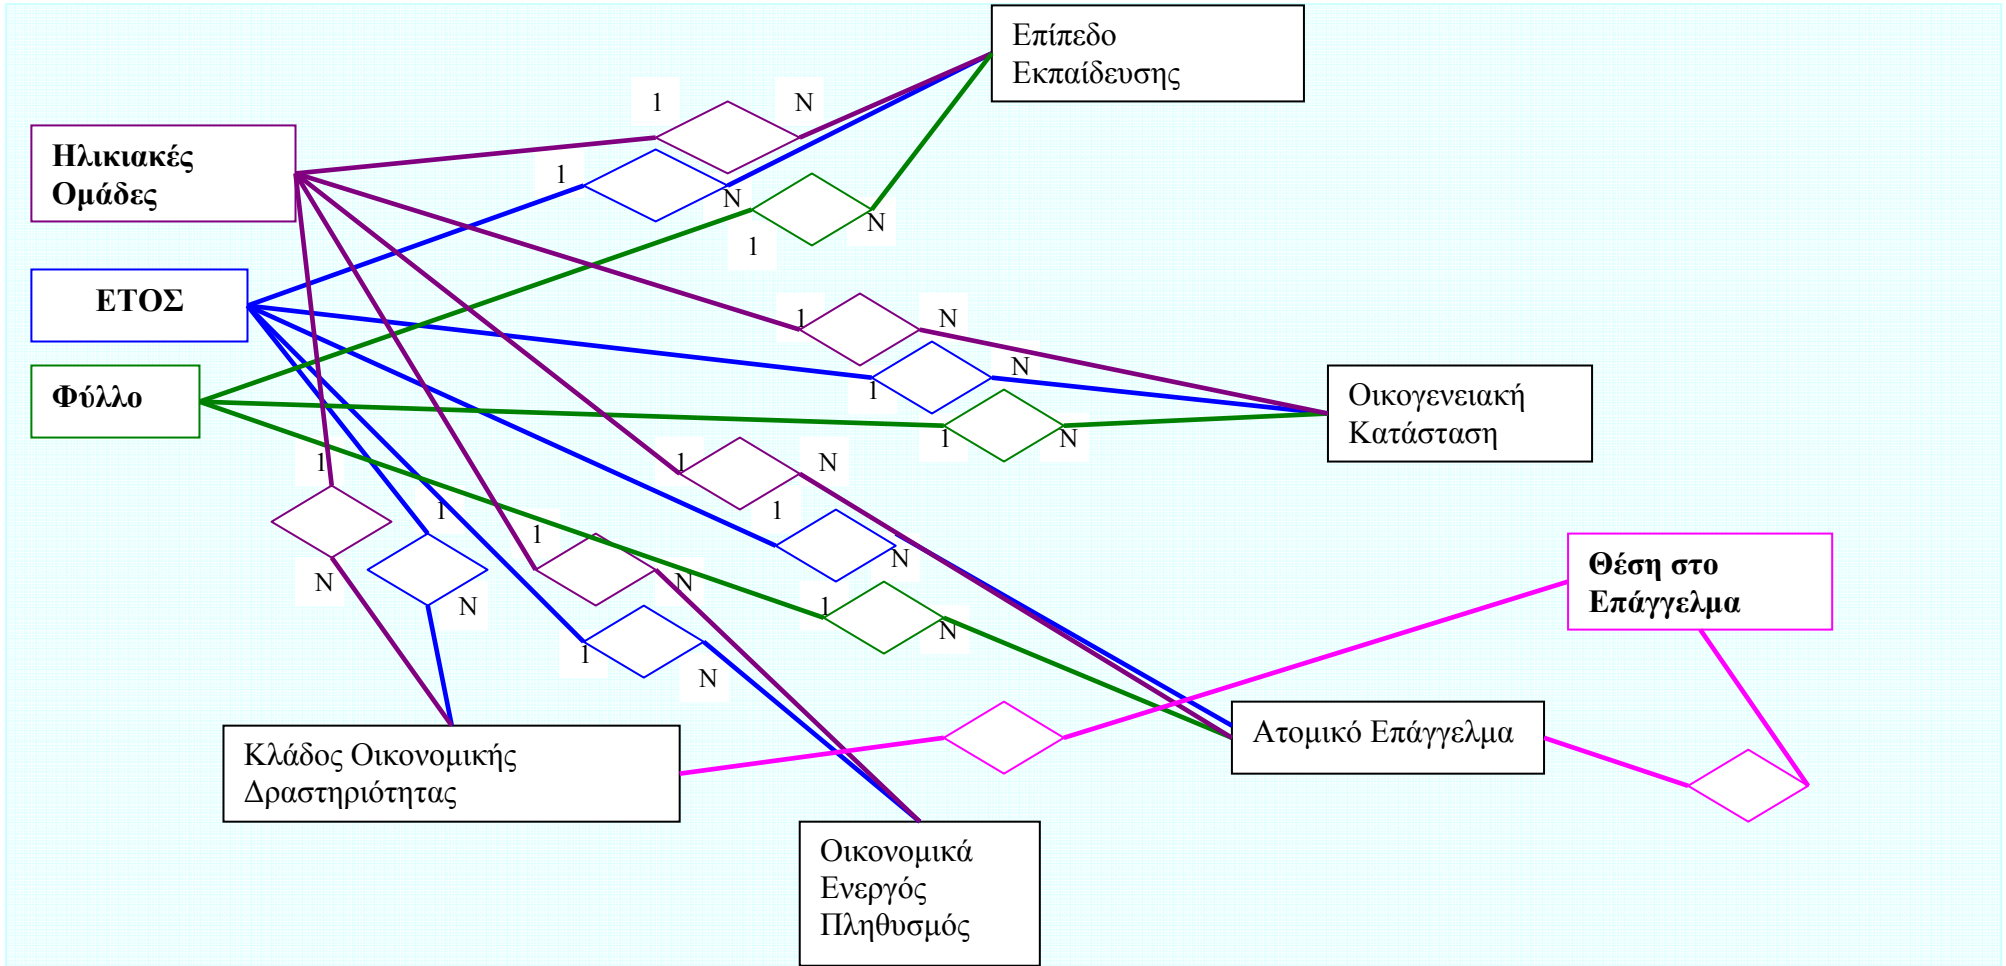 Επίπεδο
Εκπαίδευσης
1
N
Ηλικιακές
Ομάδες
1
N
1
N
ΕΤΟΣ
1
N
1
N
Φύλλο
1
N
Οικογενειακή
Κατάσταση
1
N
1
N
1
N
1
N
1
N
1
N
1
N
Θέση στο
Επάγγελμα
1
N
Ατομικό Επάγγελμα
Κλάδος Οικονομικής
Δραστηριότητας
Οικονομικά
Ενεργός
Πληθυσμός